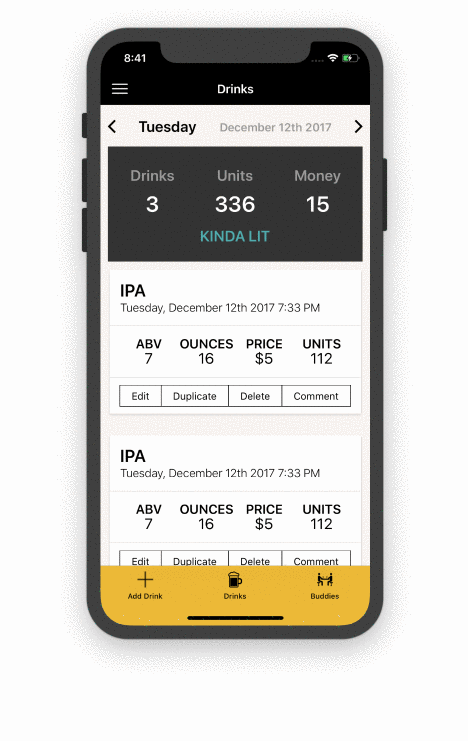 8:41
Drinks
Tuesday December 12th 2017
Drinks Units Money
3 336 15
KINDA LIT
IPA
Tuesday, December 12th 2017 7:33 PM
ABV OUNCES PRICE UNITS
7 16 $5 112
Edit Duplicate Delete Comment
IPA
Tuesday, December 12th 2017 7:33 PM
ABV OUNCES PRICE UNITS
7 16 $5 112
Edit Duplicate Delete Comment
Add Drink Drinks Buddies